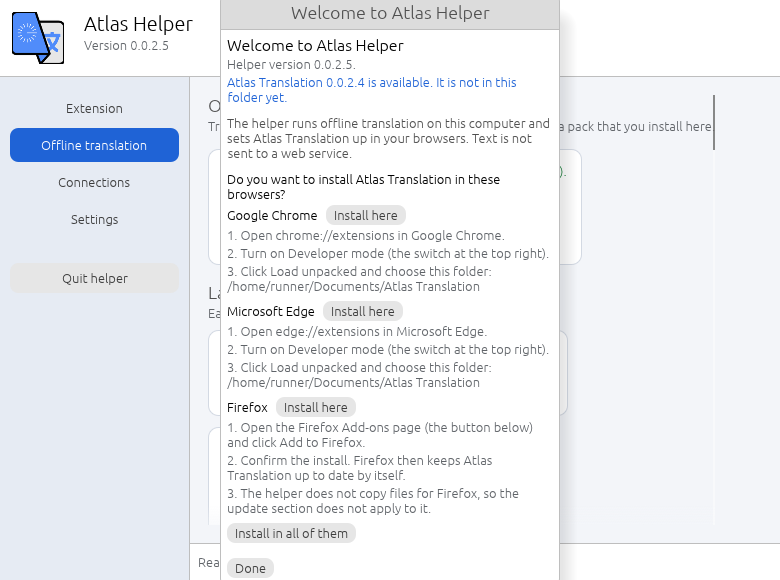 Atlas Helper
Version 0.0.2.5
Extension
Offline translation
Connections
Settings
Quit helper
Welcome to Atlas Helper
Welcome to Atlas Helper
Helper version 0.0.2.5.
Atlas Translation 0.0.2.4 is available. It is not in this
folder yet.
The helper runs offline translation on this computer and
sets Atlas Translation up in your browsers. Text is not
sent to a web service.
Do you want to install Atlas Translation in these
browsers?
Google Chrome Install here
1. Open chrome://extensions in Google Chrome.
2. Turn on Developer mode (the switch at the top right).
3. Click Load unpacked and choose this folder:
/home/runner/Documents/Atlas Translation
Microsoft Edge Install here
1. Open edge://extensions in Microsoft Edge.
2. Turn on Developer mode (the switch at the top right).
3. Click Load unpacked and choose this folder:
/home/runner/Documents/Atlas Translation
Firefox Install here
1. Open the Firefox Add-ons page (the button below)
and click Add to Firefox.
2. Confirm the install. Firefox then keeps Atlas
Translation up to date by itself.
3. The helper does not copy files for Firefox, so the
update section does not apply to it.
Install in all of them
Done
a pack that you install here.